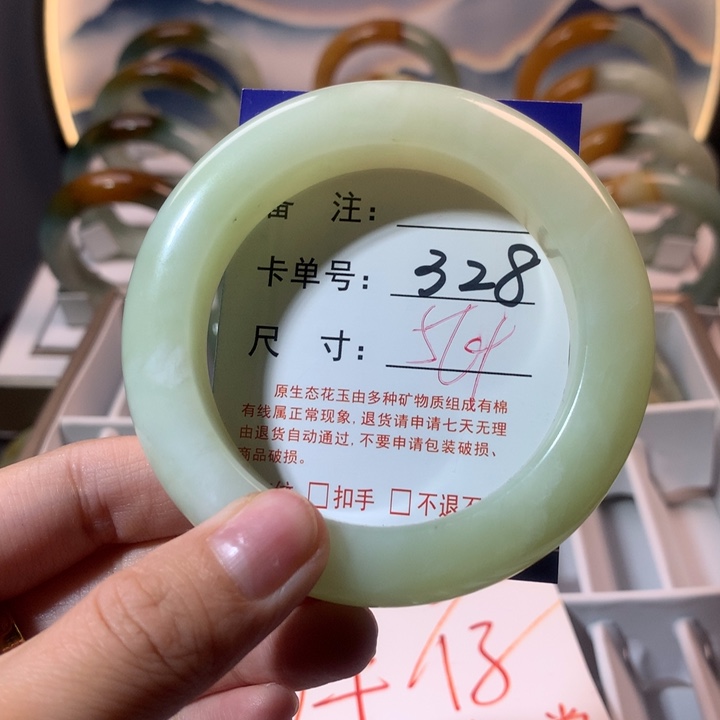 备 注：
卡单号：328
尺 寸：
原生态花玉由多种矿物质组成有棉
有线属正常现象，退货请申请七天无理
由退货自动通过，不要申请包装破损、
商品破损。
□扣手 □不退不
13